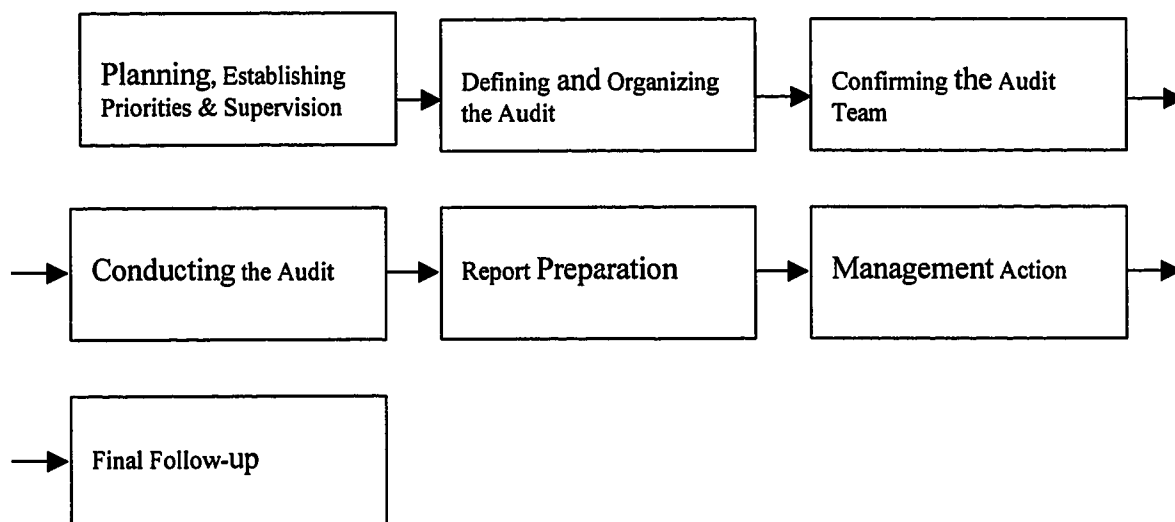 Planning, Establishing
Priorities & Supervision
Defining and Organizing
the Audit
Confirming the Audit
Team
Conducting the Audit
Report Preparation
Management Action
Final Follow-up